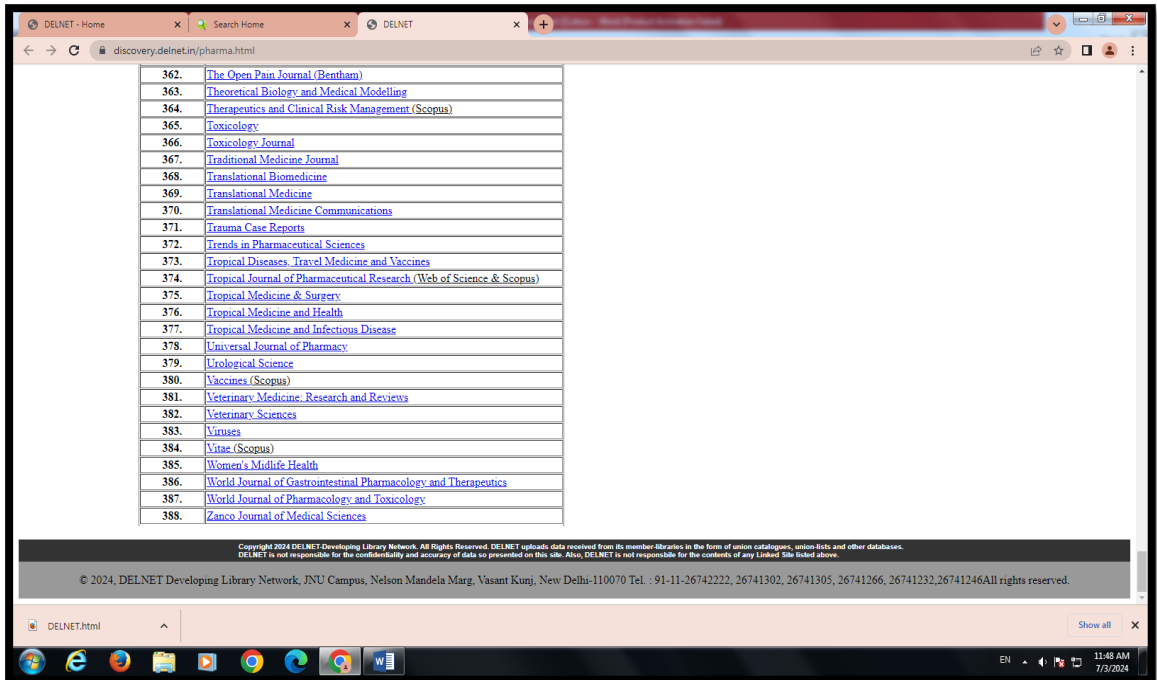 DELNET - Home
Search Home
DELNET
discovery.delnet.in/pharma.html
362. The Open Pain Journal (Bentham)
363. Theoretical Biology and Medical Modelling
364. Therapeutics and Clinical Risk Management (Scopus)
365. Toxicology
366. Toxicology Journal
367. Traditional Medicine Journal
368. Translational Biomedicine
369. Translational Medicine
370. Translational Medicine Communications
371. Trauma Case Reports
372. Trends in Pharmaceutical Sciences
373. Tropical Diseases, Travel Medicine and Vaccines
374. Tropical Journal of Pharmaceutical Research (Web of Science & Scopus)
375. Tropical Medicine & Surgery
376. Tropical Medicine and Health
377. Tropical Medicine and Infectious Disease
378. Universal Journal of Pharmacy
379. Urological Science
380. Vaccines (Scopus)
381. Veterinary Medicine: Research and Reviews
382. Veterinary Sciences
383. Viruses
384. Vitae (Scopus)
385. Women's Midlife Health
386. World Journal of Gastrointestinal Pharmacology and Therapeutics
387. World Journal of Pharmacology and Toxicology
388. Zanco Journal of Medical Sciences
Copyright 2024 DELNET-Developing Library Network. All Rights Reserved. DELNET uploads data received from its member-libraries in the form of union catalogues, union-lists and other databases.
DELNET is not responsible for the confidentiality and accuracy of data so presented on this site. Also, DELNET is not responsbile for the contents of any Linked Site listed above.
© 2024, DELNET Developing Library Network, JNU Campus, Nelson Mandela Marg, Vasant Kunj, New Delhi-110070 Tel. : 91-11-26742222, 26741302, 26741305, 26741266, 26741232,26741246All rights reserved.
DELNET.html
Show all
EN
11:48 AM
7/3/2024